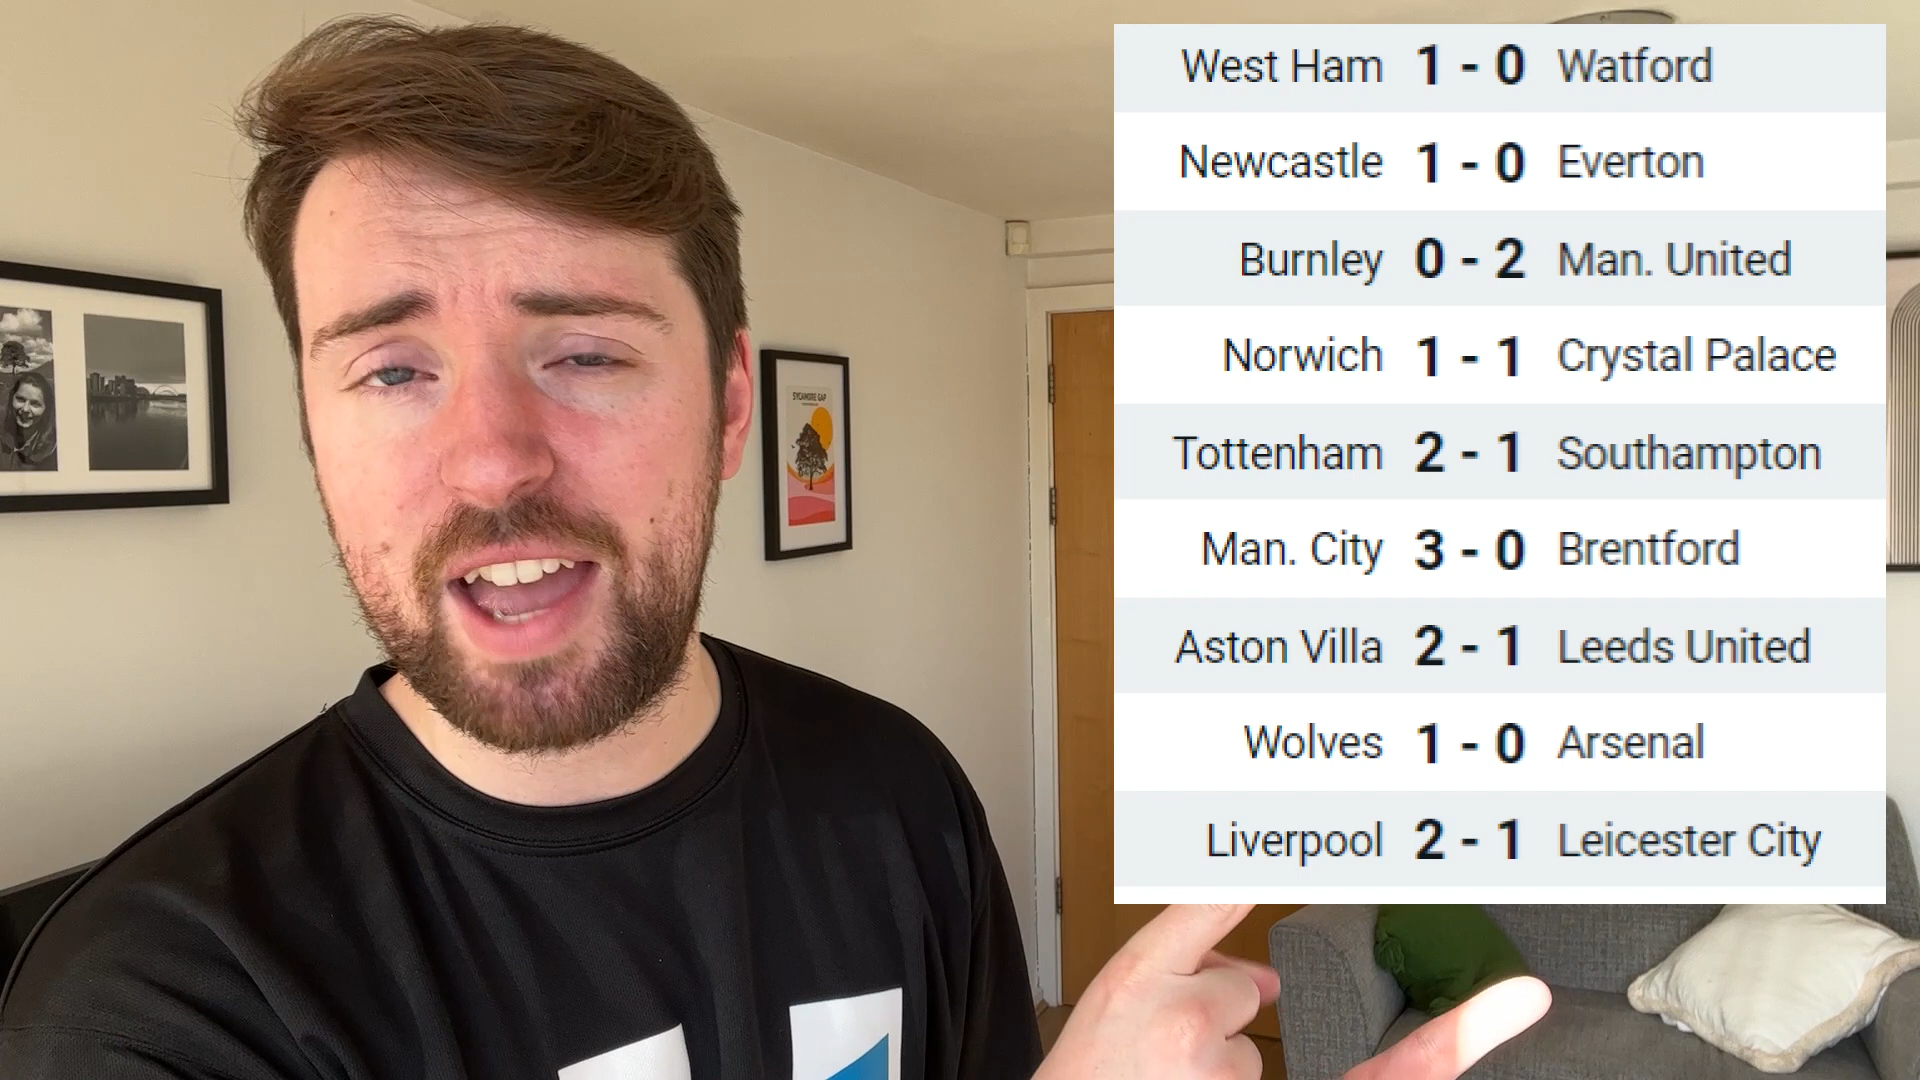 West Ham 1 - 0 Watford
Newcastle 1 - 0 Everton
Burnley 0 - 2 Man. United
Norwich 1 - 1 Crystal Palace
Tottenham 2 - 1 Southampton
Man. City 3 - 0 Brentford
Aston Villa 2 - 1 Leeds United
Wolves 1 - 0 Arsenal
Liverpool 2 - 1 Leicester City
SYCAMORE GAP